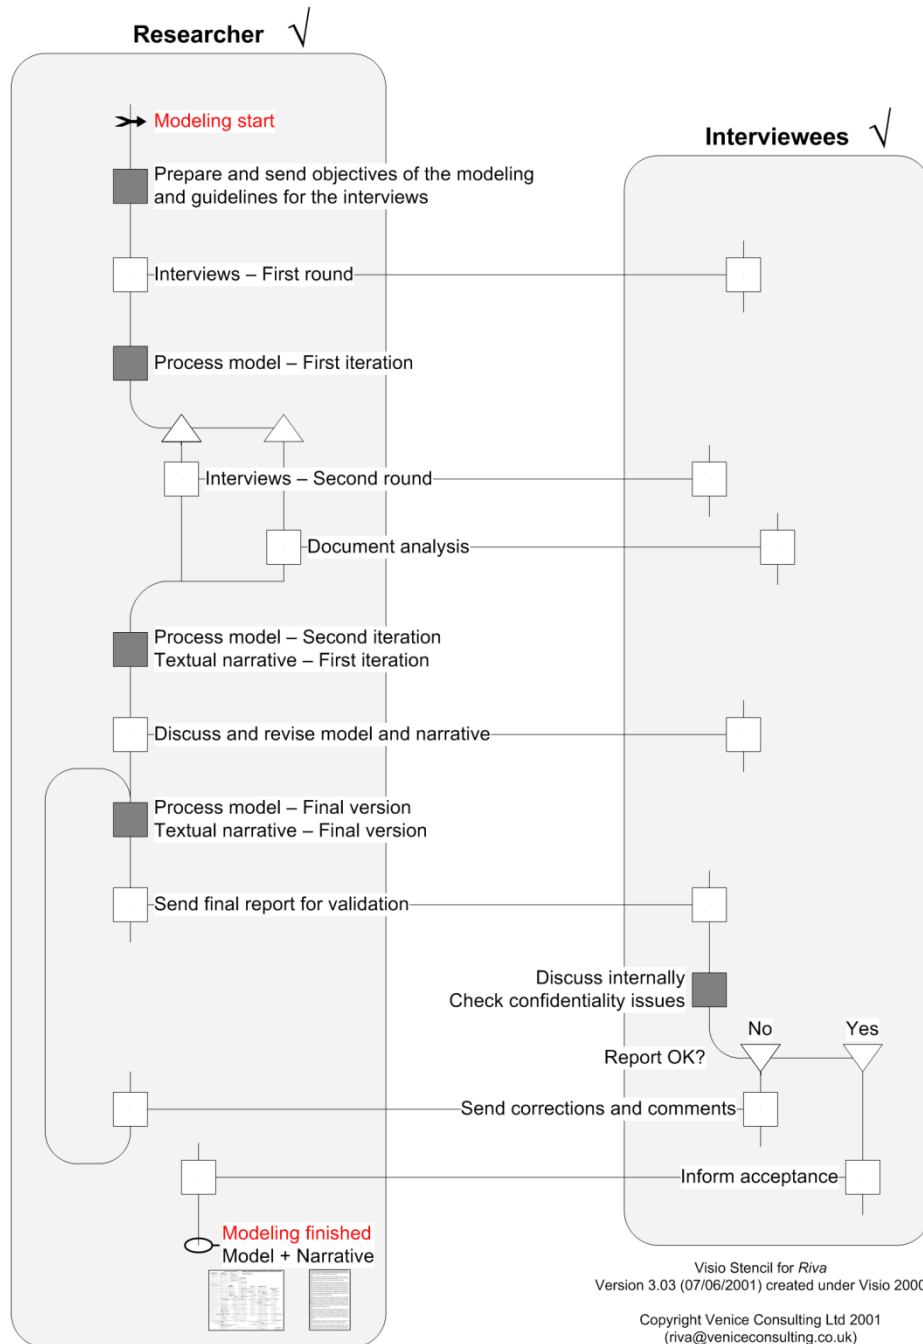 Researcher √
Modeling start
Interviewees √
Prepare and send objectives of the modeling
and guidelines for the interviews
Interviews – First round
Process model – First iteration
Interviews – Second round
Document analysis
Process model – Second iteration
Textual narrative – First iteration
Discuss and revise model and narrative
Process model – Final version
Textual narrative – Final version
Send final report for validation
Discuss internally
Check confidentiality issues
No Yes
Report OK?
Send corrections and comments
Inform acceptance
Modeling finished
Model + Narrative
Visio Stencil for Riva
Version 3.03 (07/06/2001) created under Visio 2000
Copyright Venice Consulting Ltd 2001
(riva@veniceconsulting.co.uk)